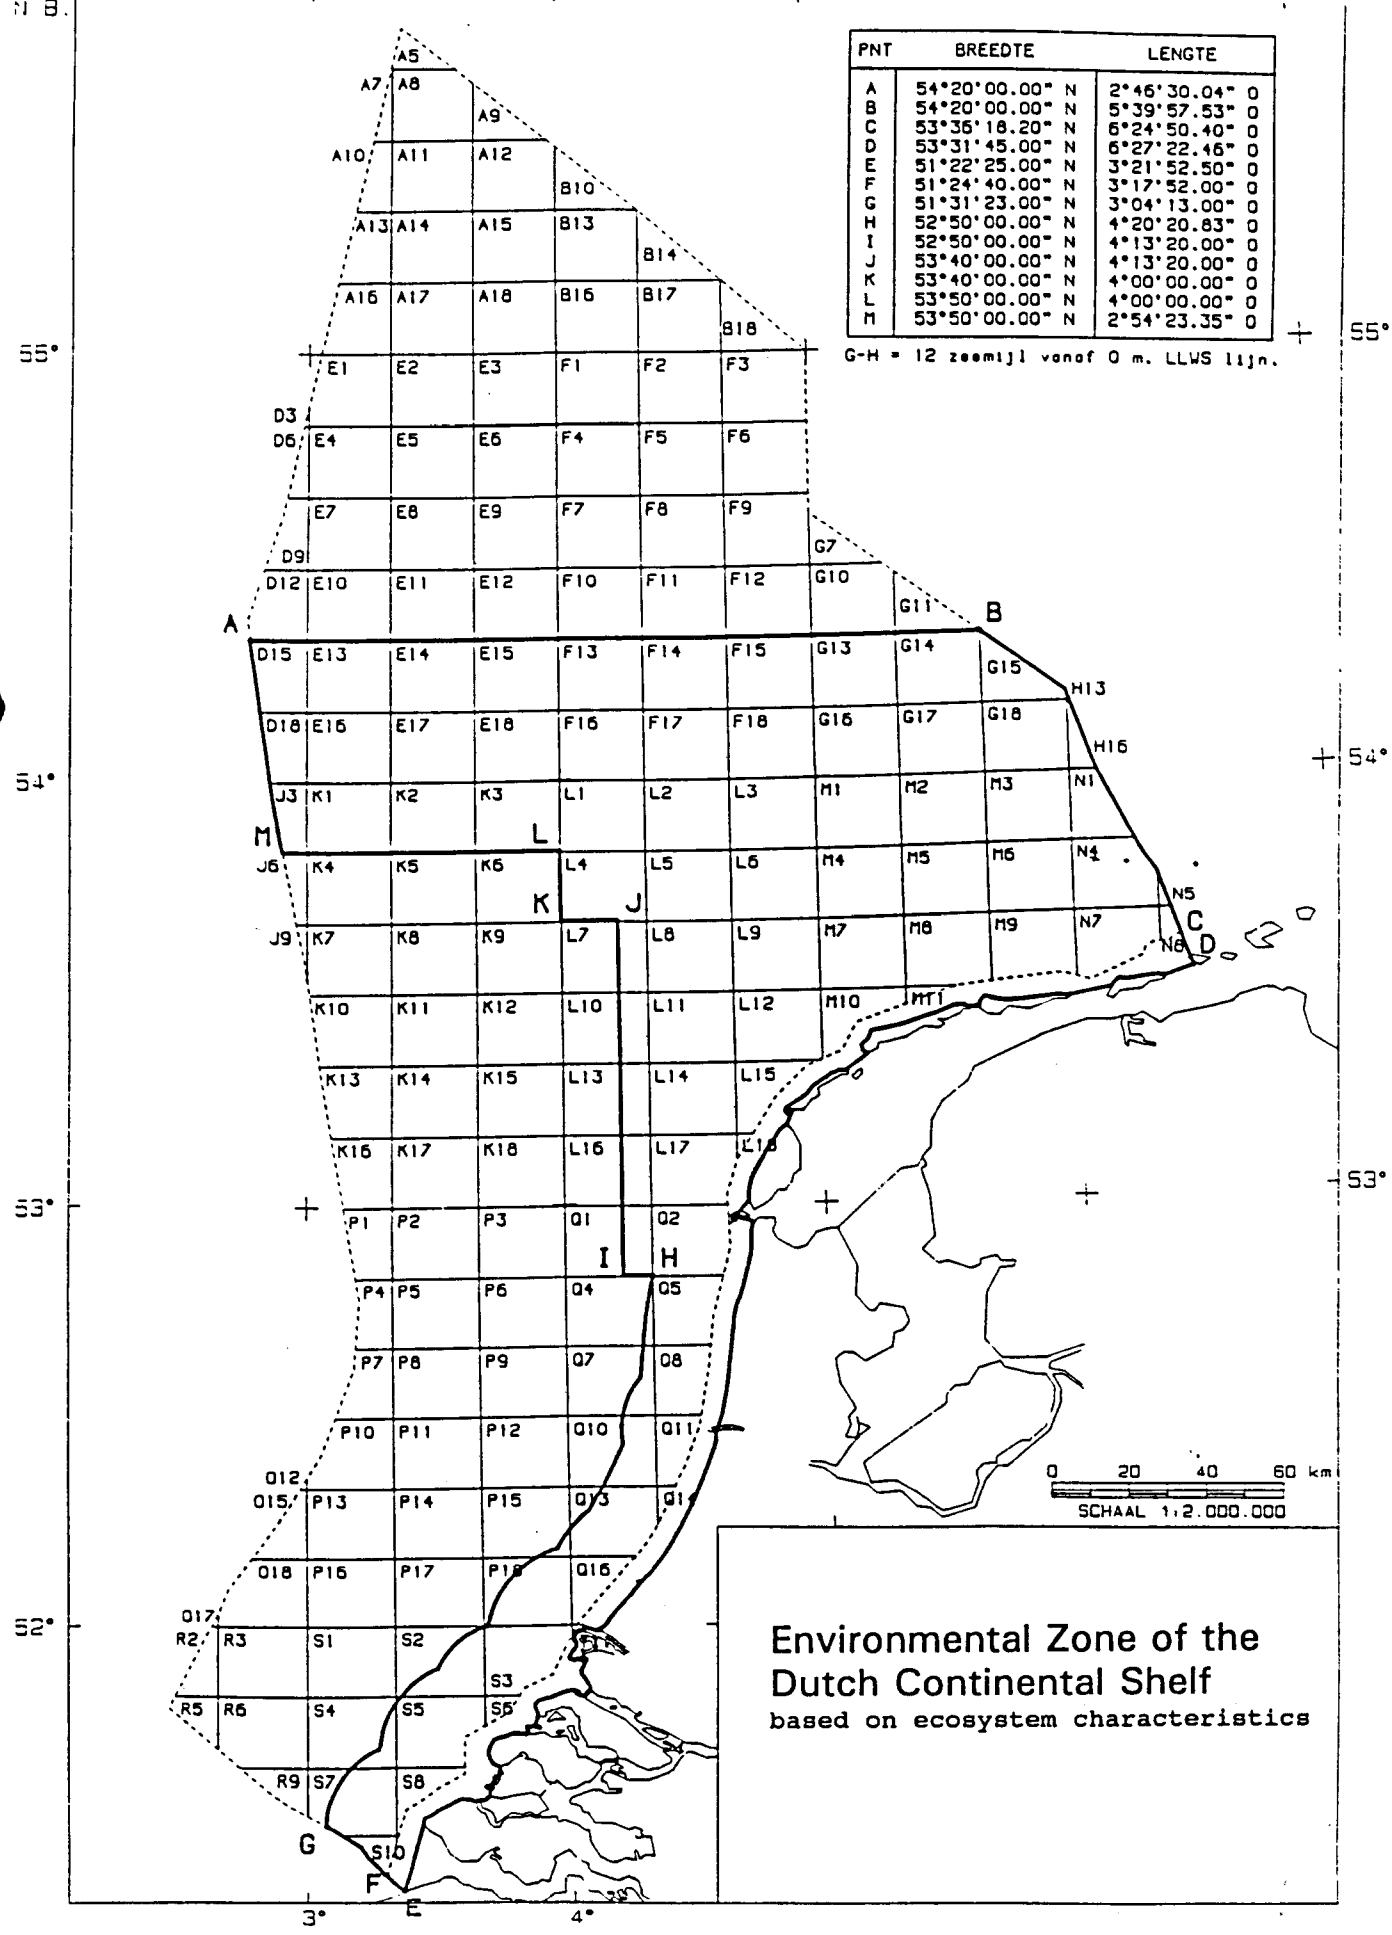 N B.
PNT BREEDTE LENGTE
A 54°20'00.00" N 2°46'30.04" O
B 54°20'00.00" N 5°39'57.53" O
C 53°35'18.20" N 6°24'50.40" O
D 53°31'45.00" N 6°27'22.46" O
E 51°22'25.00" N 3°21'52.50" O
F 51°24'40.00" N 3°17'52.00" O
G 51°31'23.00" N 3°04'13.00" O
H 52°50'00.00" N 4°20'20.83" O
I 52°50'00.00" N 4°13'20.00" O
J 53°40'00.00" N 4°13'20.00" O
K 53°40'00.00" N 4°00'00.00" O
L 53°50'00.00" N 4°00'00.00" O
M 53°50'00.00" N 2°54'23.35" O
G-H = 12 zeemijl vanaf 0 m. LLWS lijn.
A5
A7 A8
A9
A10 A11 A12
B10
A13 A14 A15 B13
B14
A16 A17 A18 B16 B17
B18
55° 55°
E1 E2 E3 F1 F2 F3
D3
D6 E4 E5 E6 F4 F5 F6
E7 E8 E9 F7 F8 F9
G7
D9
D12 E10 E11 E12 F10 F11 F12 G10
G11
A B
D15 E13 E14 E15 F13 F14 F15 G13 G14
G15
H13
D18 E16 E17 E18 F16 F17 F18 G16 G17 G18
H16
54° 54°
J3 K1 K2 K3 L1 L2 L3 M1 M2 M3 N1
M L
J6 K4 K5 K6 L4 L5 L6 M4 M5 M6 N4
N5
K J
C
J9 K7 K8 K9 L7 L8 L9 M7 M8 M9 N7
N8 D
K10 K11 K12 L10 L11 L12 M10 M11
K13 K14 K15 L13 L14 L15
K16 K17 K18 L16 L17 L18
53° 53°
P1 P2 P3 Q1 Q2
I H
P4 P5 P6 Q4 Q5
P7 P8 P9 Q7 Q8
P10 P11 P12 Q10 Q11
O12
O15 P13 P14 P15 Q13 Q14
0 20 40 60 km
SCHAAL 1:2.000.000
O18 P16 P17 P18 Q16
O17
52°
R2 R3 S1 S2
S3
R5 R6 S4 S5 S6
R9 S7 S8
G
S10
F
E
3° 4°
Environmental Zone of the
Dutch Continental Shelf
based on ecosystem characteristics